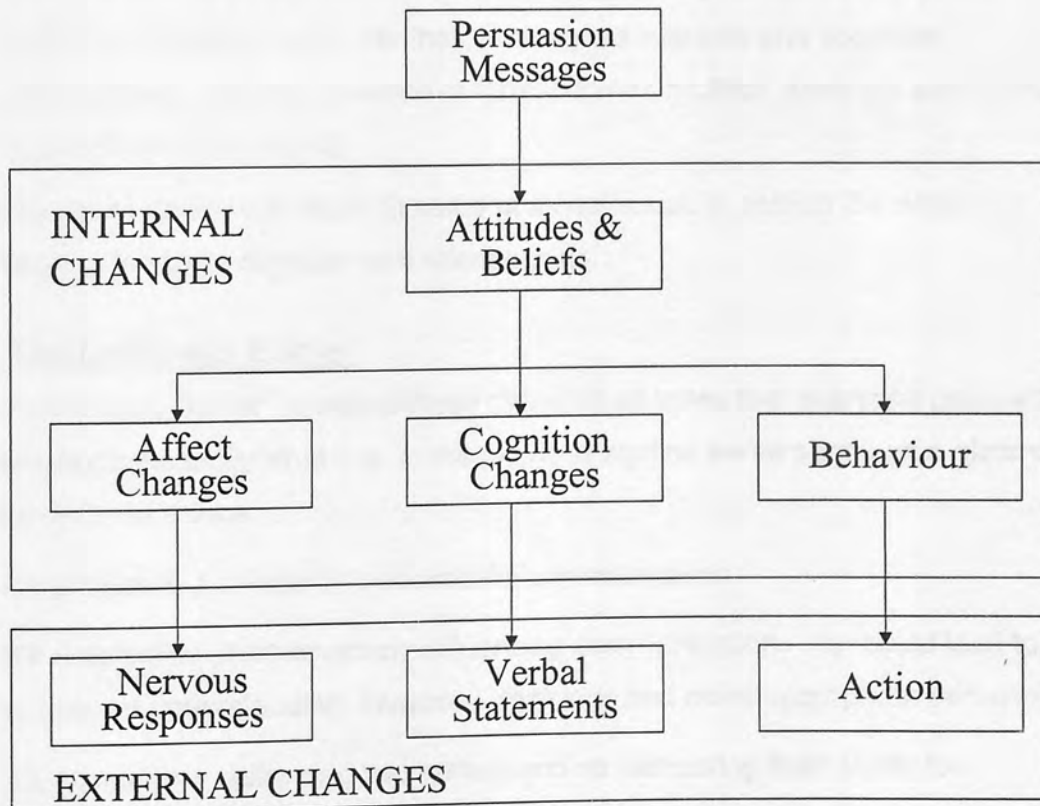 Persuasion
Messages
INTERNAL
CHANGES
Attitudes &
Beliefs
Affect
Changes
Cognition
Changes
Behaviour
Nervous
Responses
Verbal
Statements
Action
EXTERNAL CHANGES